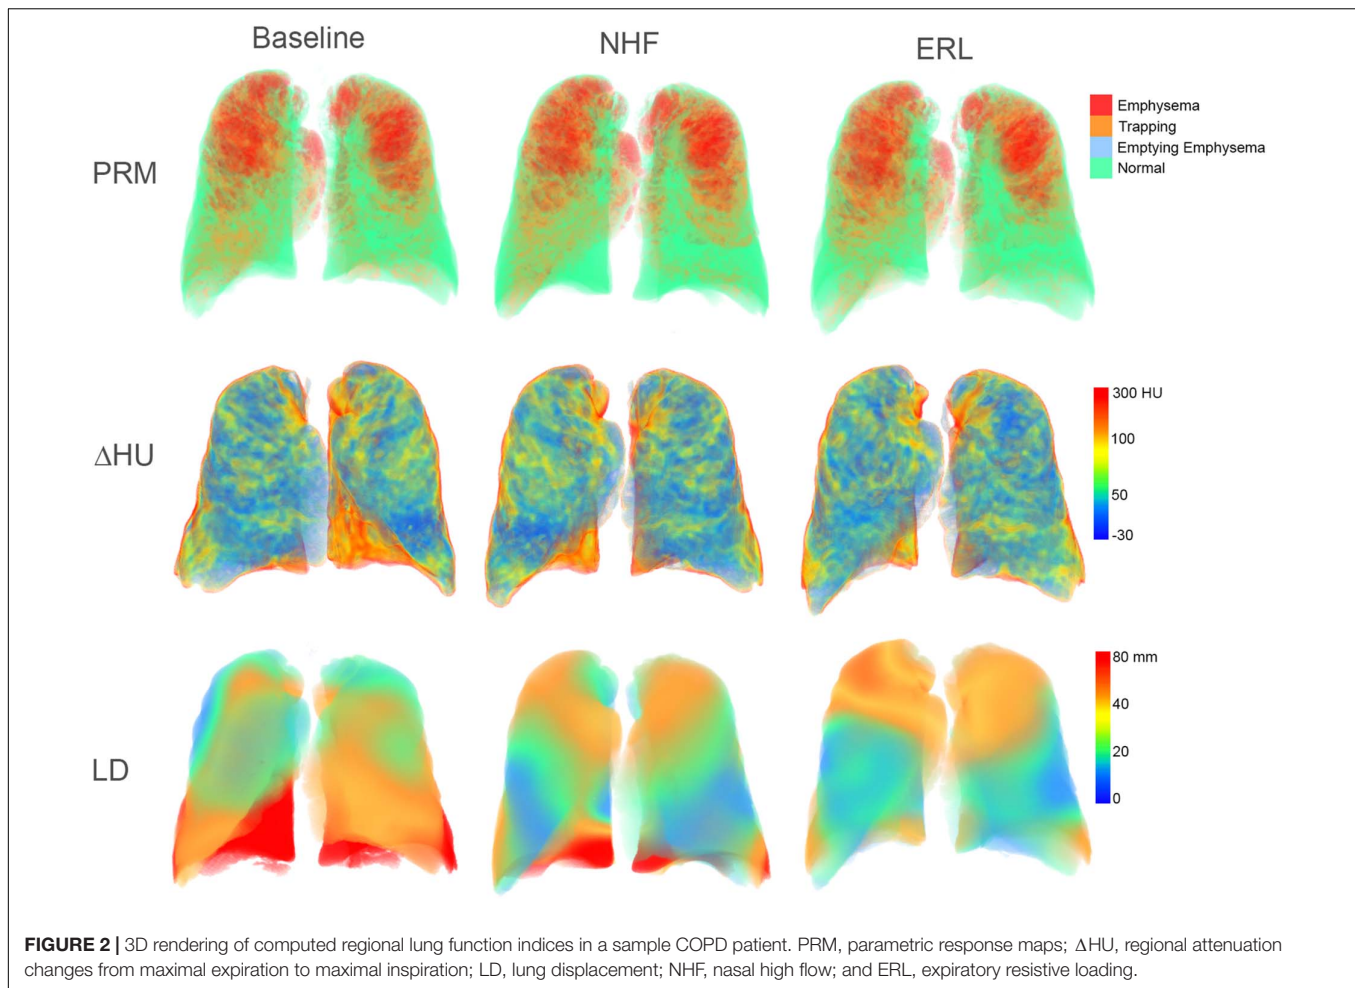 Baseline
NHF
ERL
PRM
Emphysema
Trapping
Emptying Emphysema
Normal
ΔHU
300 HU
100
50
-30
LD
80 mm
40
20
0
FIGURE 2 | 3D rendering of computed regional lung function indices in a sample COPD patient. PRM, parametric response maps; ΔHU, regional attenuation
changes from maximal expiration to maximal inspiration; LD, lung displacement; NHF, nasal high flow; and ERL, expiratory resistive loading.